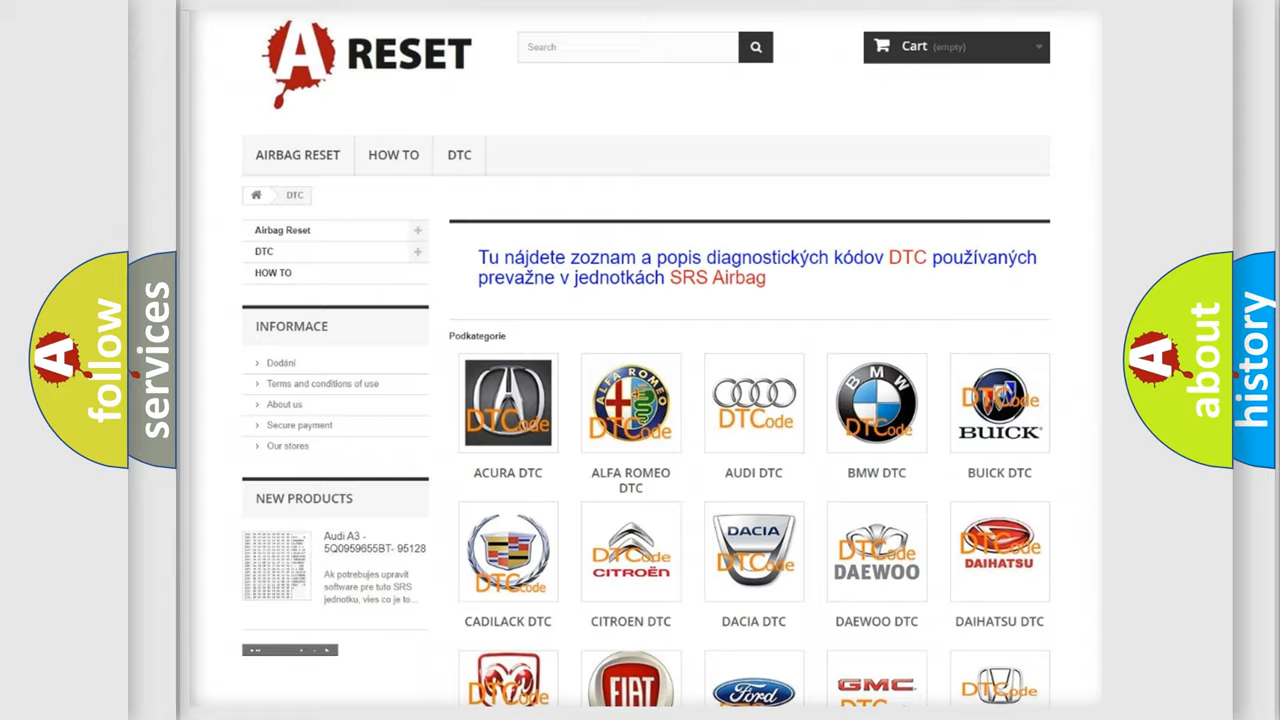 A RESET
Search
Cart (empty)
AIRBAG RESET
HOW TO
DTC
DTC
Airbag Reset
DTC
HOW TO
Tu nájdete zoznam a popis diagnostických kódov DTC používaných
prevažne v jednotkách SRS Airbag
INFORMACE
Dodání
Terms and conditions of use
About us
Secure payment
Our stores
NEW PRODUCTS
Audi A3 -
5Q0959655BT- 95128
Ak potrebujes upravit
software pre tuto SRS
jednotku, vies co je to...
Podkategorie
DTCode
ALFA ROMEO
DTCode
DTCode
BMW
DTCode
DTCode
BUICK
ACURA DTC
ALFA ROMEO
DTC
AUDI DTC
BMW DTC
BUICK DTC
DTCode
DTCode
CITROËN
DACIA
DTCode
DTCode
DAEWOO
DTCode
DAIHATSU
CADILACK DTC
CITROEN DTC
DACIA DTC
DAEWOO DTC
DAIHATSU DTC
DTCode
FIAT
Ford
GMC
DTCode
A follow
services
A about
history